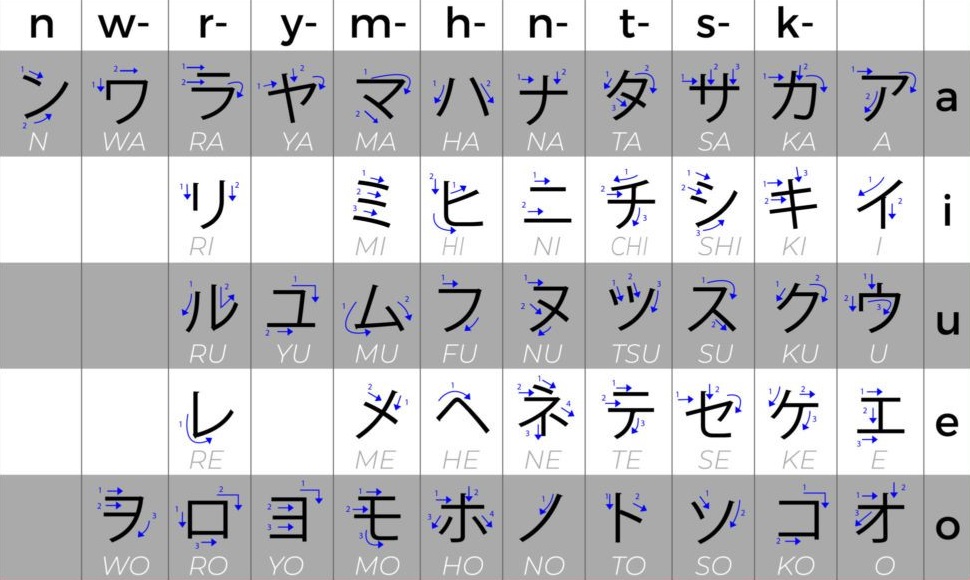 n w- r- y- m- h- n- t- s- k-
ン ワ ラ ヤ マ ハ ナ タ サ カ ア a
N WA RA YA MA HA NA TA SA KA A
リ ミ ヒ ニ チ シ キ イ i
RI MI HI NI CHI SHI KI I
ル ユ ム フ ヌ ツ ス ク ウ u
RU YU MU FU NU TSU SU KU U
レ メ ヘ ネ テ セ ケ エ e
RE ME HE NE TE SE KE E
ヲ ロ ヨ モ ホ ノ ト ソ コ オ o
WO RO YO MO HO NO TO SO KO O